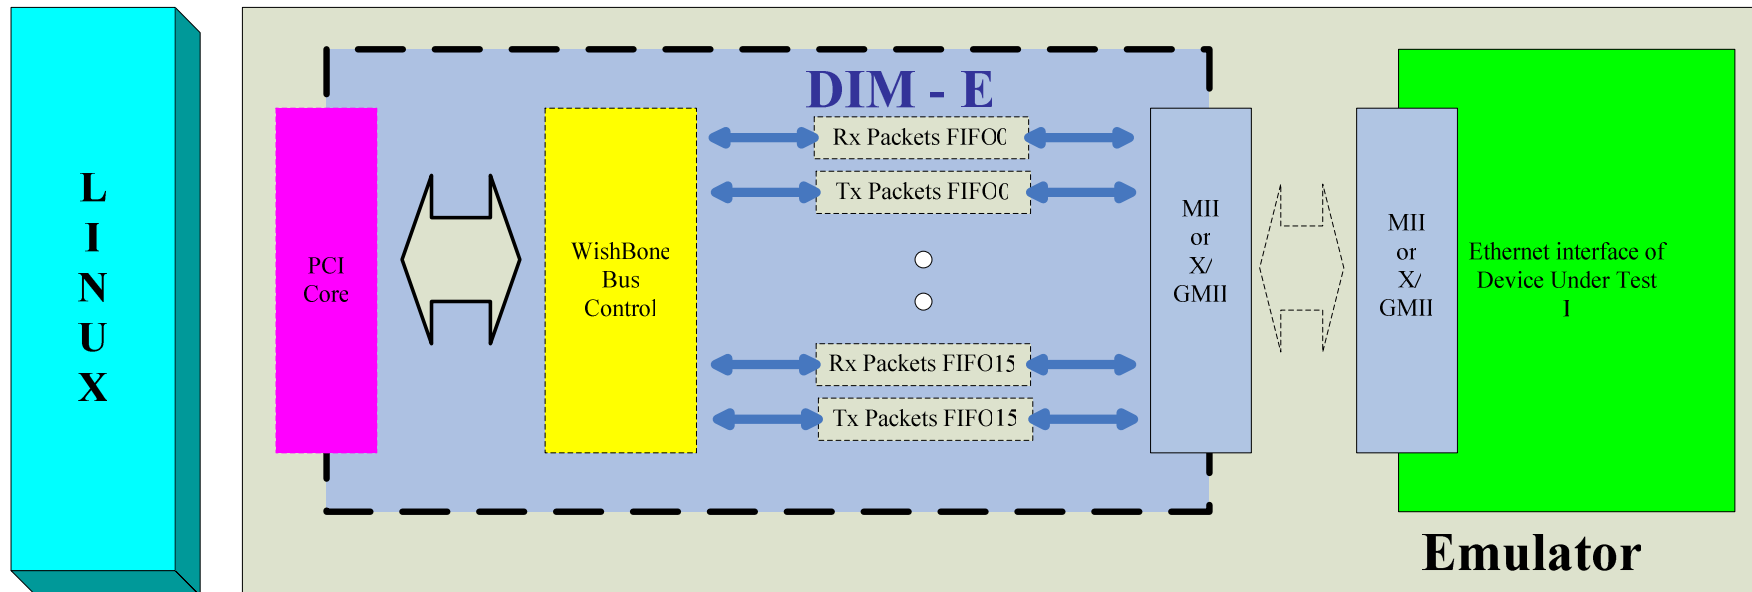 L
I
N
U
X
DIM - E
PCI
Core
WishBone
Bus
Control
Rx Packets FIFO0
Tx Packets FIFO0
Rx Packets FIFO15
Tx Packets FIFO15
MII
or
X/
GMII
MII
or
X/
GMII
Ethernet interface of
Device Under Test
I
Emulator